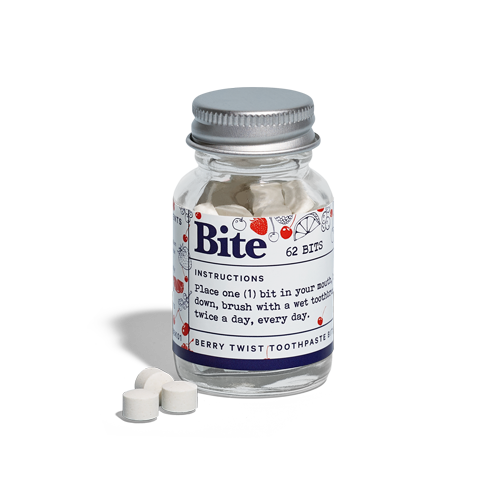 Bite
62 BITS
INSTRUCTIONS
Place one (1) bit in your mouth,
down, brush with a wet
twice a day, every day.
BERRY TWIST TOOTHPASTE